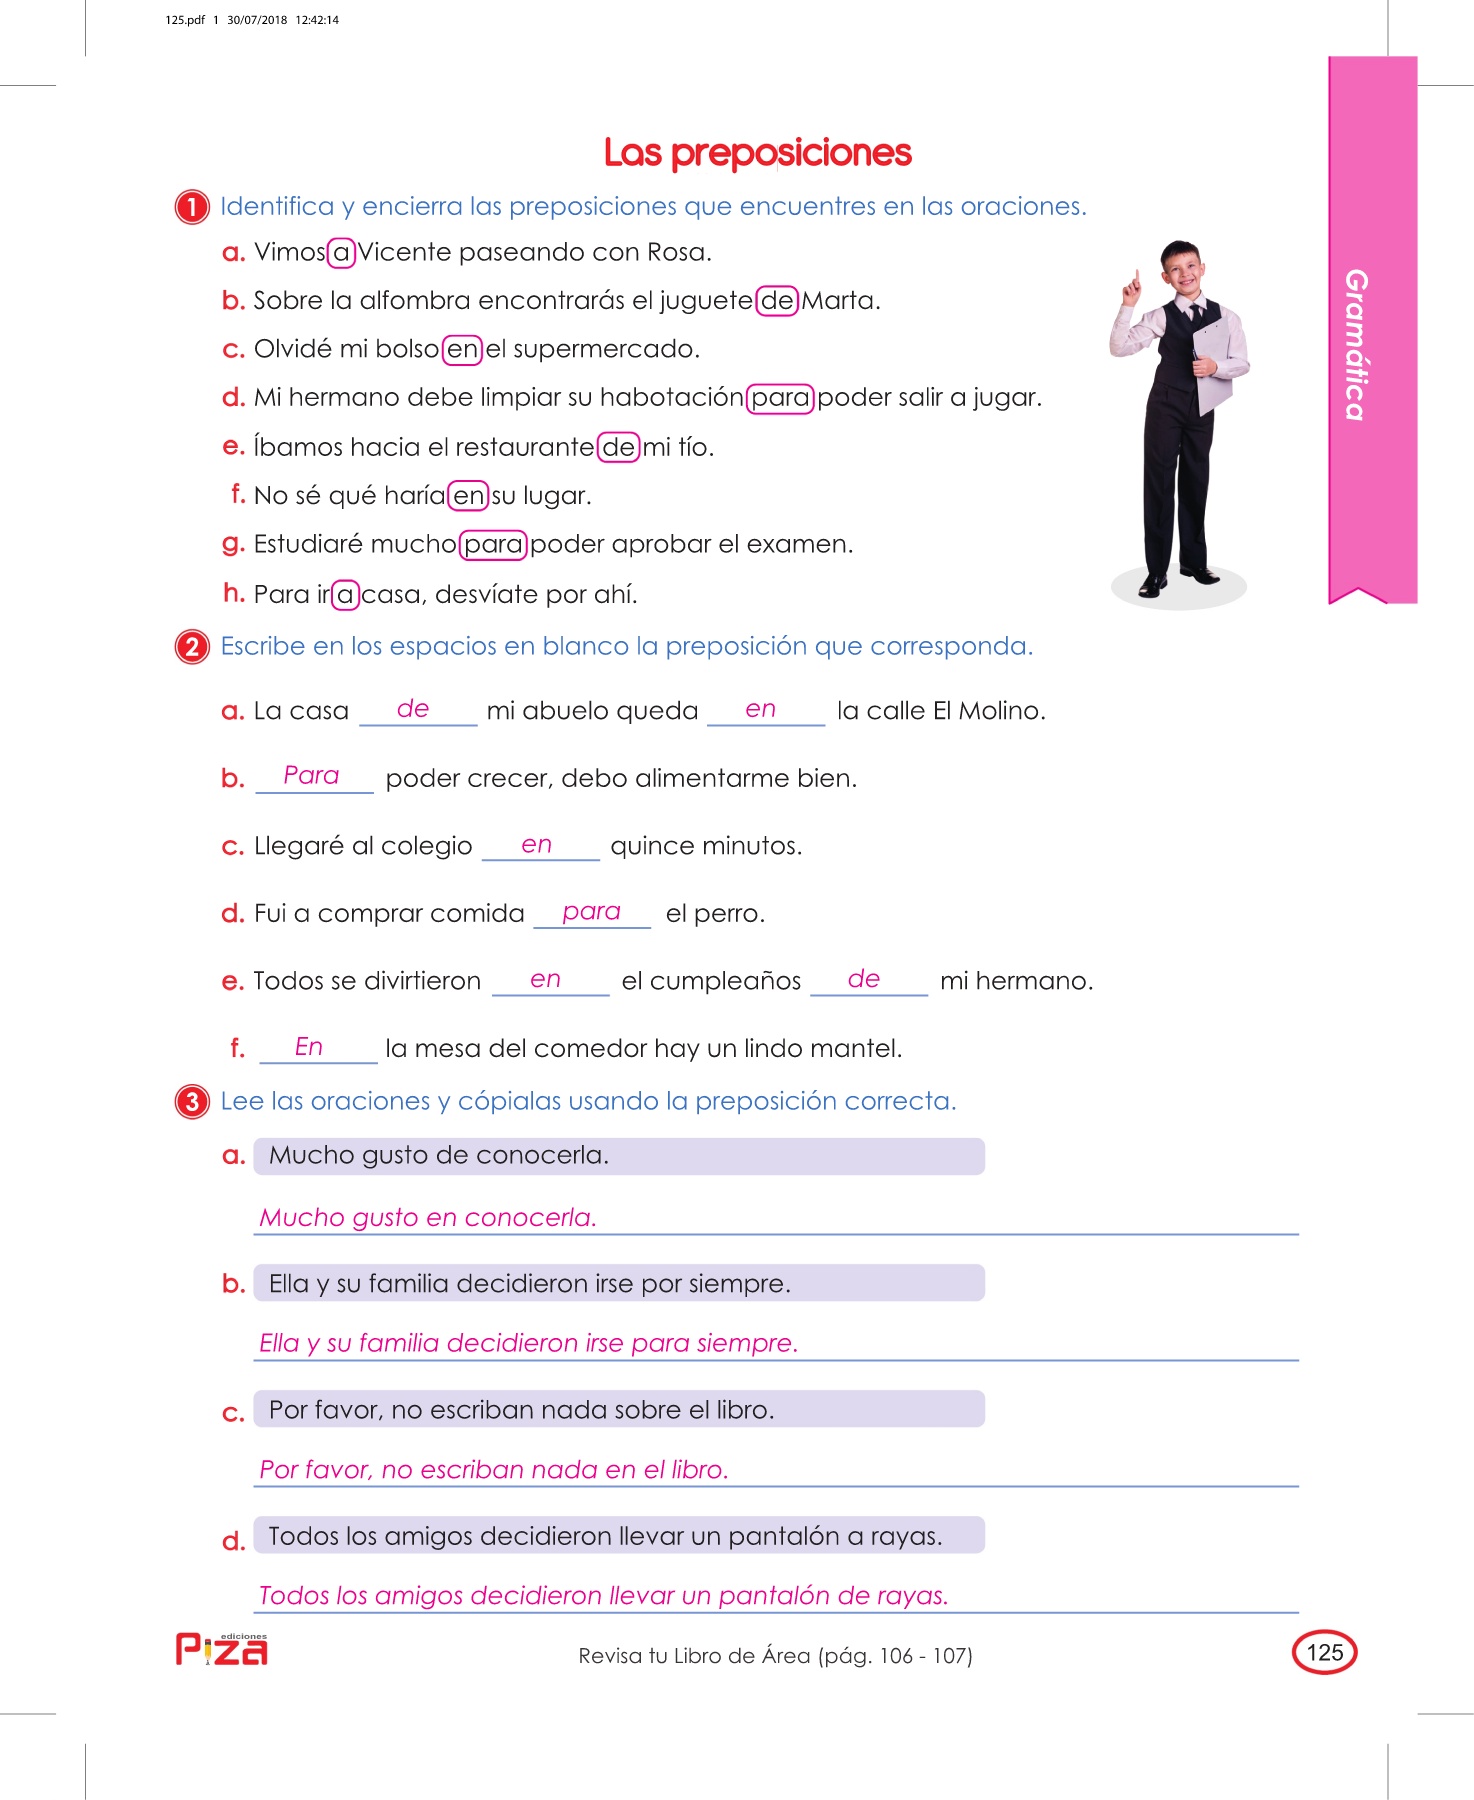 125.pdf 1 30/07/2018 12:42:14
Las preposiciones
1 Identifica y encierra las preposiciones que encuentres en las oraciones.
a. Vimos a Vicente paseando con Rosa.
b. Sobre la alfombra encontrarás el juguete de Marta.
c. Olvidé mi bolso en el supermercado.
d. Mi hermano debe limpiar su habotación para poder salir a jugar.
e. Íbamos hacia el restaurante de mi tío.
f. No sé qué haría en su lugar.
g. Estudiaré mucho para poder aprobar el examen.
h. Para ir a casa, desvíate por ahí.
Gramática
2 Escribe en los espacios en blanco la preposición que corresponda.
a. La casa de mi abuelo queda en la calle El Molino.
b. Para poder crecer, debo alimentarme bien.
c. Llegaré al colegio en quince minutos.
d. Fui a comprar comida para el perro.
e. Todos se divirtieron en el cumpleaños de mi hermano.
f. En la mesa del comedor hay un lindo mantel.
3 Lee las oraciones y cópialas usando la preposición correcta.
a. Mucho gusto de conocerla.
Mucho gusto en conocerla.
b. Ella y su familia decidieron irse por siempre.
Ella y su familia decidieron irse para siempre.
c. Por favor, no escriban nada sobre el libro.
Por favor, no escriban nada en el libro.
d. Todos los amigos decidieron llevar un pantalón a rayas.
Todos los amigos decidieron llevar un pantalón de rayas.
ediciones
Piza
Revisa tu Libro de Área (pág. 106 - 107)
125